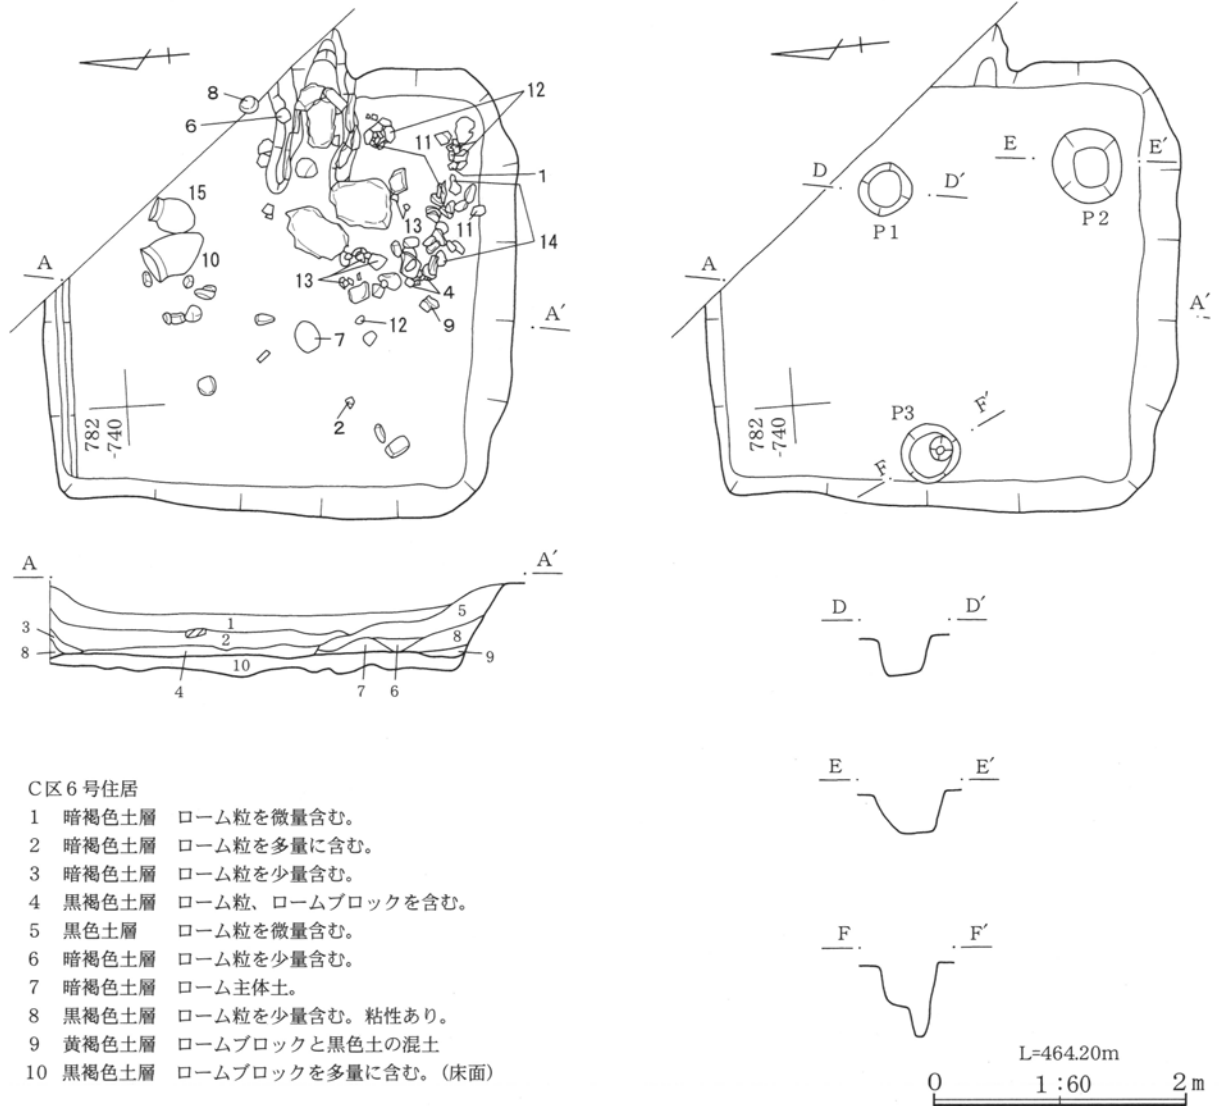 8
6
12
11
1
15
10
13
11
14
A
13
4
9
A′
12
7
782
-740
2
D
D′
P1
E
E′
P2
A
A′
782
-740
P3
F′
F
A
A′
1
5
3
2
8
8
10
9
4
7
6
D
D′
E
E′
F
F′
C区6号住居
1 暗褐色土層 ローム粒を微量含む。
2 暗褐色土層 ローム粒を多量に含む。
3 暗褐色土層 ローム粒を少量含む。
4 黒褐色土層 ローム粒、ロームブロックを含む。
5 黒色土層 ローム粒を微量含む。
6 暗褐色土層 ローム粒を少量含む。
7 暗褐色土層 ローム主体土。
8 黒褐色土層 ローム粒を少量含む。粘性あり。
9 黄褐色土層 ロームブロックと黒色土の混土
10 黒褐色土層 ロームブロックを多量に含む。(床面)
L=464.20m
0 1:60 2m